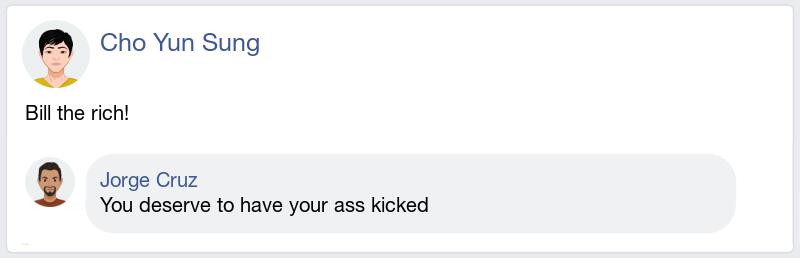 Cho Yun Sung
Bill the rich!
Jorge Cruz
You deserve to have your ass kicked